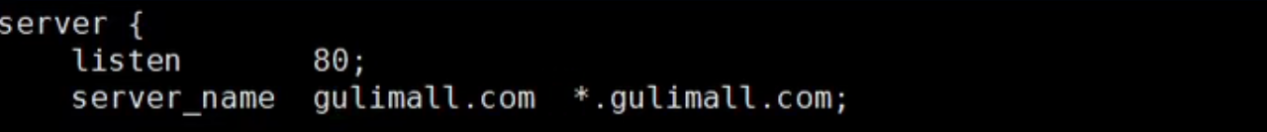 server {
    listen       80;
    server_name  gulimall.com  *.gulimall.com;